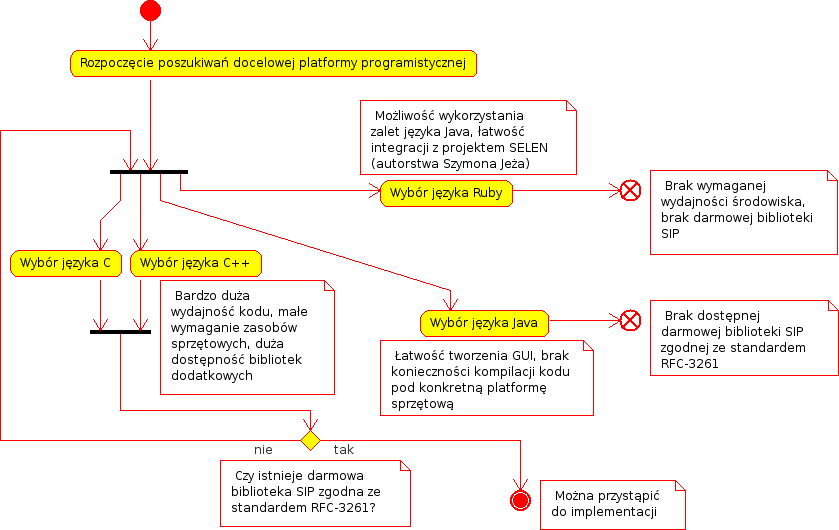 Rozpoczęcie poszukiwań docelowej platformy programistycznej
Możliwość wykorzystania
zalet języka Java, łatwość
integracji z projektem SELEN
(autorstwa Szymona Jeża)
Wybór języka Ruby
Brak wymaganej
wydajności środowiska,
brak darmowej biblioteki
SIP
Wybór języka C
Wybór języka C++
Bardzo duża
wydajność kodu, małe
wymaganie zasobów
sprzętowych, duża
dostępność bibliotek
dodatkowych
Wybór języka Java
Brak dostępnej
darmowej biblioteki SIP
zgodnej ze standardem
RFC-3261
Łatwość tworzenia GUI, brak
konieczności kompilacji kodu
pod konkretną platformę
sprzętową
nie
tak
Czy istnieje darmowa
biblioteka SIP zgodna ze
standardem RFC-3261?
Można przystąpić
do implementacji